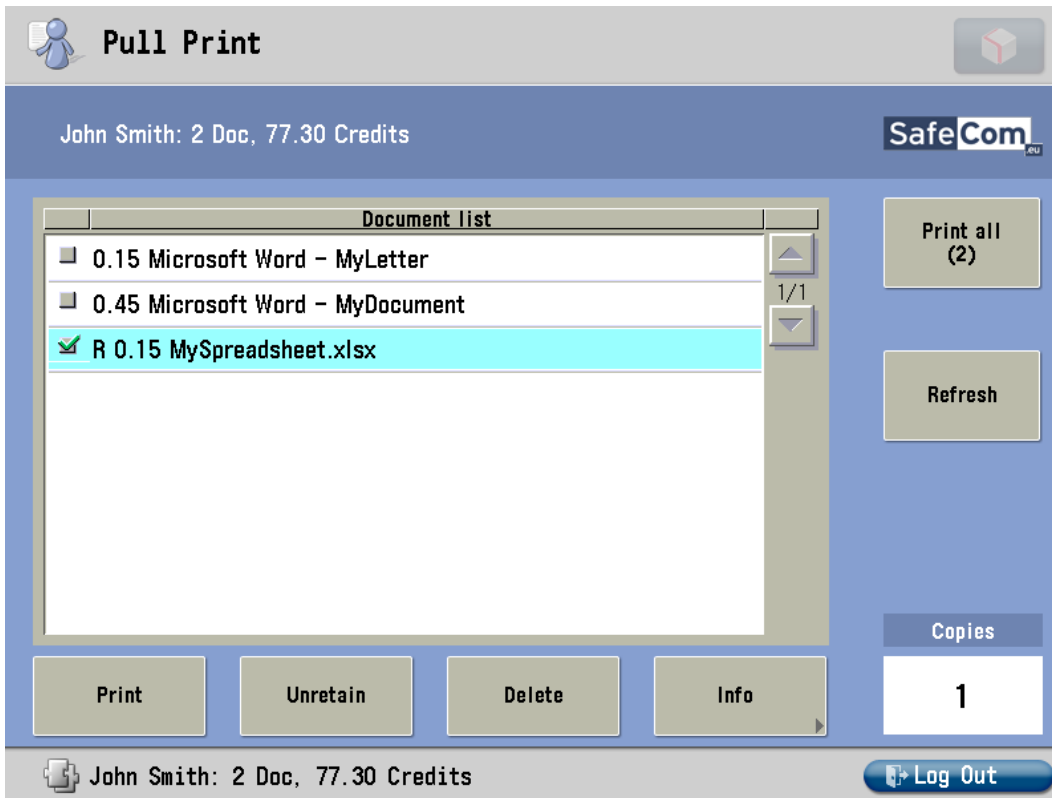 Pull Print
John Smith: 2 Doc, 77.30 Credits
SafeCom.eu
Document list
0.15 Microsoft Word - MyLetter
0.45 Microsoft Word - MyDocument
R 0.15 MySpreadsheet.xlsx
1/1
Print all
(2)
Refresh
Copies
1
Print
Unretain
Delete
Info
John Smith: 2 Doc, 77.30 Credits
Log Out